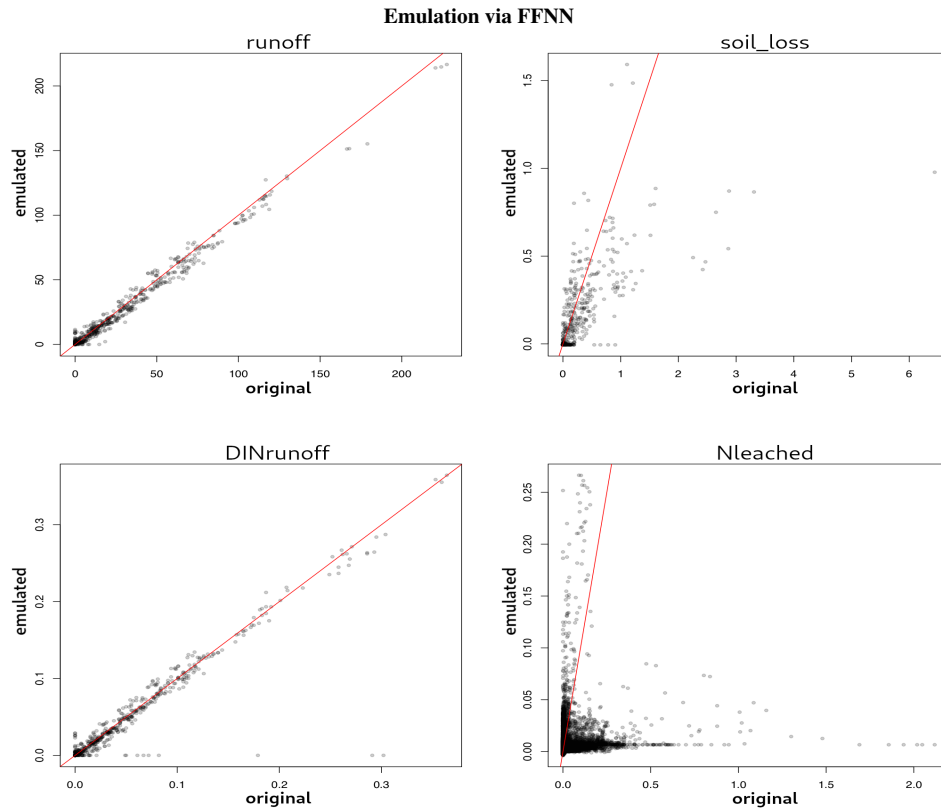 Emulation via FFNN
runoff
emulated
0 50 100 150 200
0 50 100 150 200
original
soil_loss
emulated
0.0 0.5 1.0 1.5
0 1 2 3 4 5 6
original
DINrunoff
emulated
0.0 0.1 0.2 0.3
0.0 0.1 0.2 0.3
original
Nleached
emulated
0.00 0.05 0.10 0.15 0.20 0.25
0.0 0.5 1.0 1.5 2.0
original